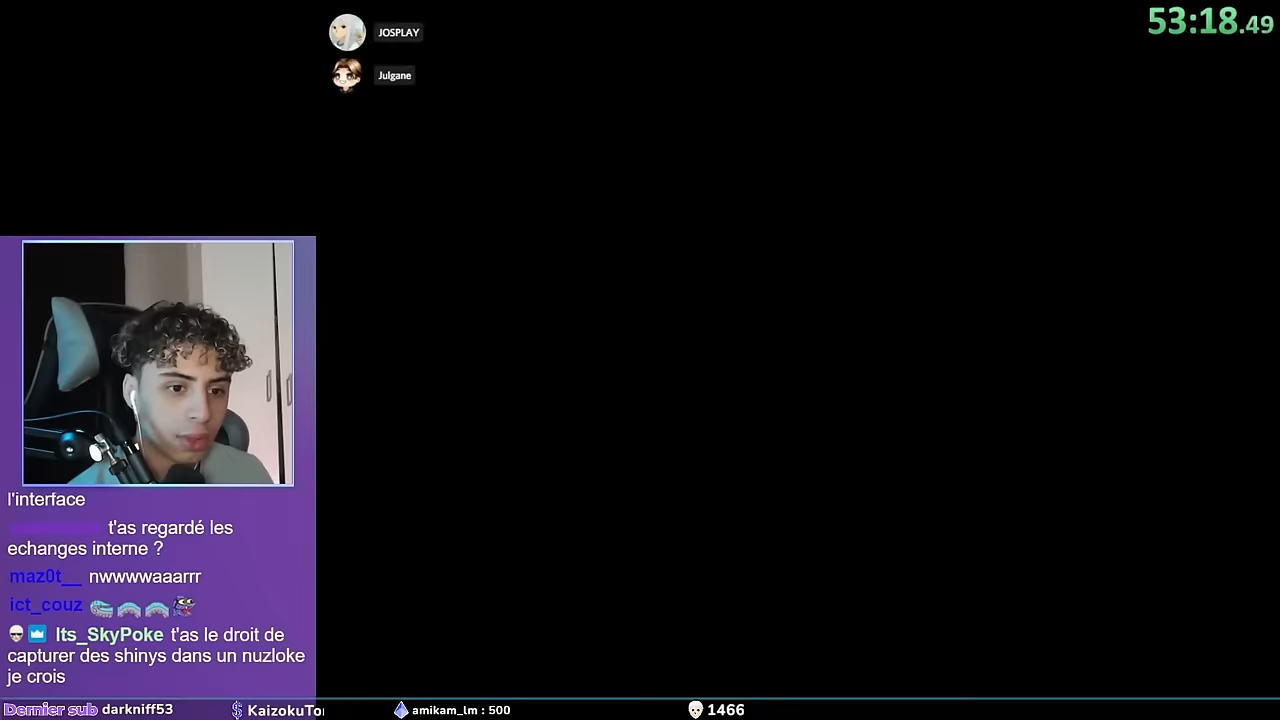 JOSPLAY
Julgane
53:18.49
l'interface
t'as regardé les
echanges interne ?
maz0t__ nwwwwaaarrr
ict_couz
Its_SkyPoke t'as le droit de
capturer des shinys dans un nuzloke
je crois
Dernier sub darkniff53
KaizokuTo
amikam_lm : 500
1466